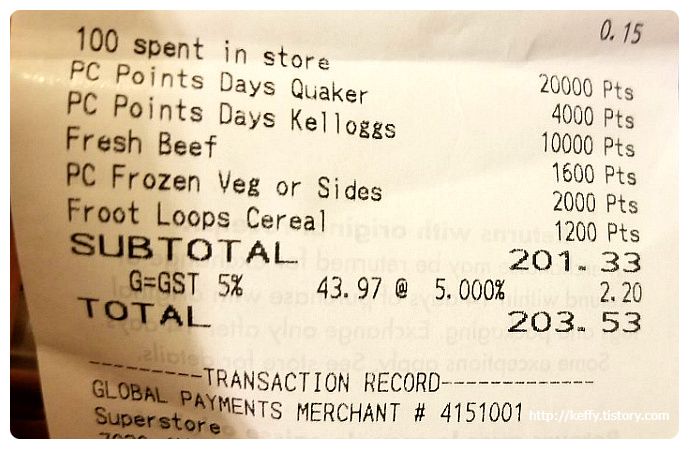 0.15
100 spent in store 20000 Pts
PC Points Days Quaker 4000 Pts
PC Points Days Kelloggs 10000 Pts
Fresh Beef 1600 Pts
PC Frozen Veg or Sides 2000 Pts
Froot Loops Cereal 1200 Pts
SUBTOTAL 201.33
G=GST 5% 43.97 @ 5.000% 2.20
TOTAL 203.53
---------TRANSACTION RECORD-------------
GLOBAL PAYMENTS MERCHANT # 4151001
http://keffy.tistory.com
Superstore